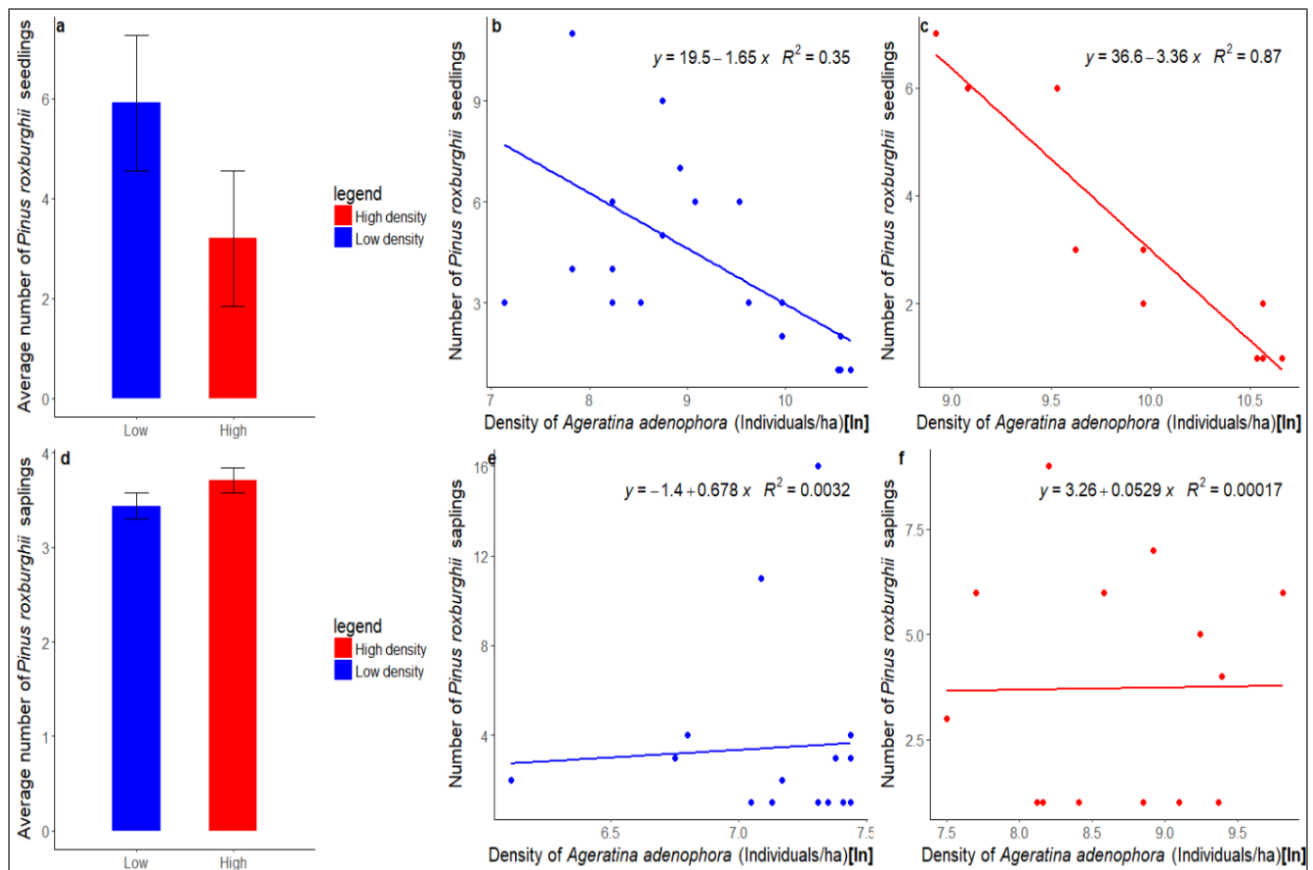 a
Average number of Pinus roxburghii seedlings
6
4
2
0
Low
High
legend
High density
Low density
b
y = 19.5 − 1.65 x R² = 0.35
Number of Pinus roxburghii seedlings
9
6
3
7
8
9
10
Density of Ageratina adenophora (Individuals/ha)[ln]
c
y = 36.6 − 3.36 x R² = 0.87
Number of Pinus roxburghii seedlings
6
4
2
9.0
9.5
10.0
10.5
Density of Ageratina adenophora (Individuals/ha)[ln]
d
Average number of Pinus roxburghii saplings
4
3
2
1
0
Low
High
legend
High density
Low density
e
y = −1.4 + 0.678 x R² = 0.0032
Number of Pinus roxburghii saplings
16
12
8
4
6.5
7.0
7.5
Density of Ageratina adenophora (Individuals/ha)[ln]
f
y = 3.26 + 0.0529 x R² = 0.00017
Number of Pinus roxburghii saplings
7.5
5.0
2.5
7.5
8.0
8.5
9.0
9.5
Density of Ageratina adenophora (Individuals/ha)[ln]